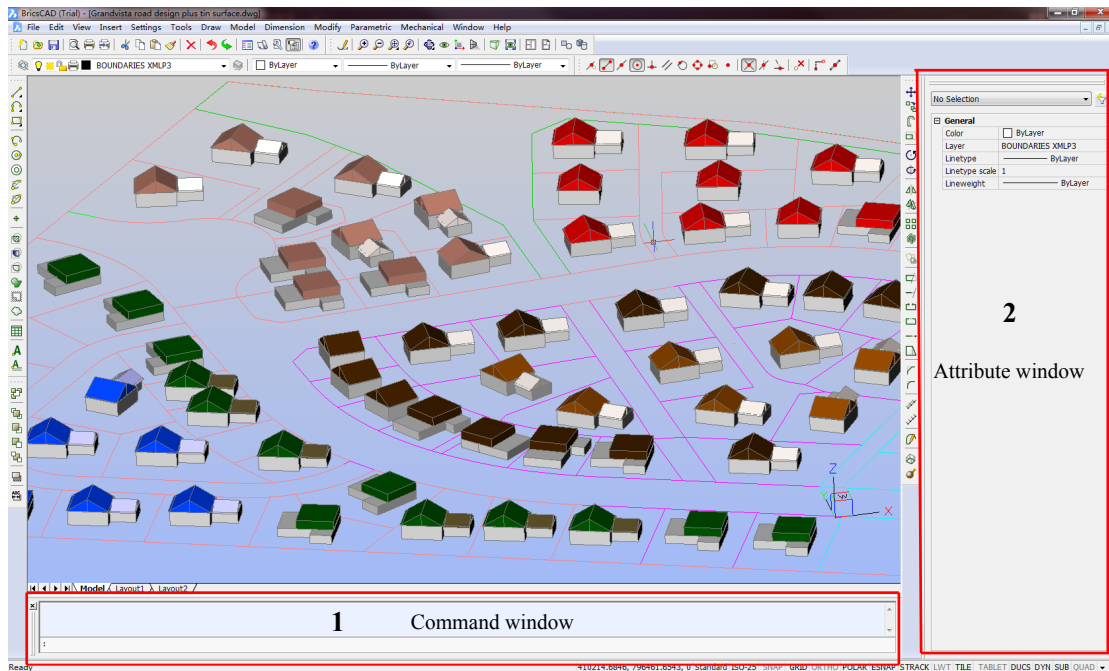 BricsCAD (Trial) - [Grandvista road design plus tin surface.dwg]
File Edit View Insert Settings Tools Draw Model Dimension Modify Parametric Mechanical Window Help
BOUNDARIES XMLP3 ByLayer ByLayer ByLayer
No Selection
General
Color ByLayer
Layer BOUNDARIES XMLP3
Linetype ByLayer
Linetype scale 1
Lineweight ByLayer
2
Attribute window
Z
Y
W
X
A
A
Model Layout1 Layout2
1 Command window
:
Ready 410214.6846, 796461.6543, 0 Standard ISO-25 SNAP GRID ORTHO POLAR ESNAP STRACK LWT TILE TABLET DUCS DYN SUB QUAD